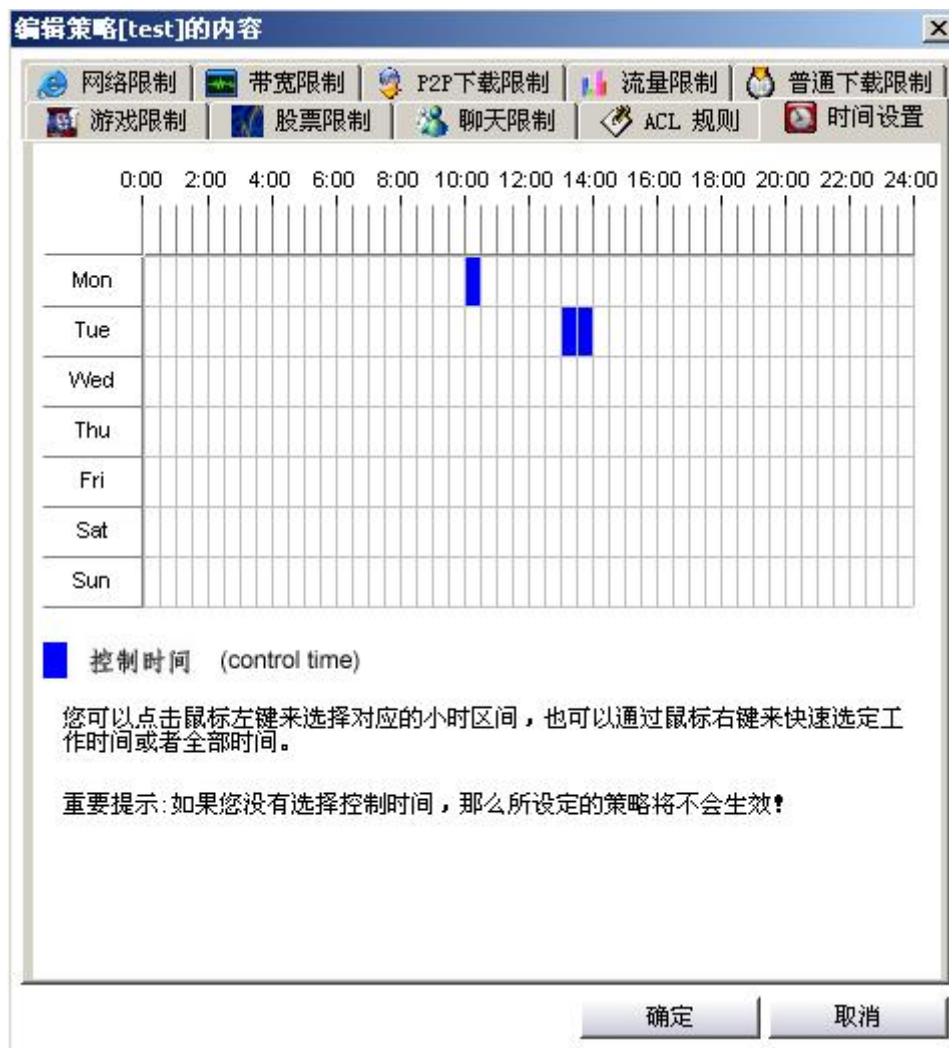 编辑策略[test]的内容
网络限制 带宽限制 P2P下载限制 流量限制 普通下载限制
游戏限制 股票限制 聊天限制 ACL 规则 时间设置
0:00 2:00 4:00 6:00 8:00 10:00 12:00 14:00 16:00 18:00 20:00 22:00 24:00
Mon
Tue
Wed
Thu
Fri
Sat
Sun
控制时间 (control time)
您可以点击鼠标左键来选择对应的小时区间，也可以通过鼠标右键来快速选定工
作时间或者全部时间。
重要提示:如果您没有选择控制时间，那么所设定的策略将不会生效!
确定 取消